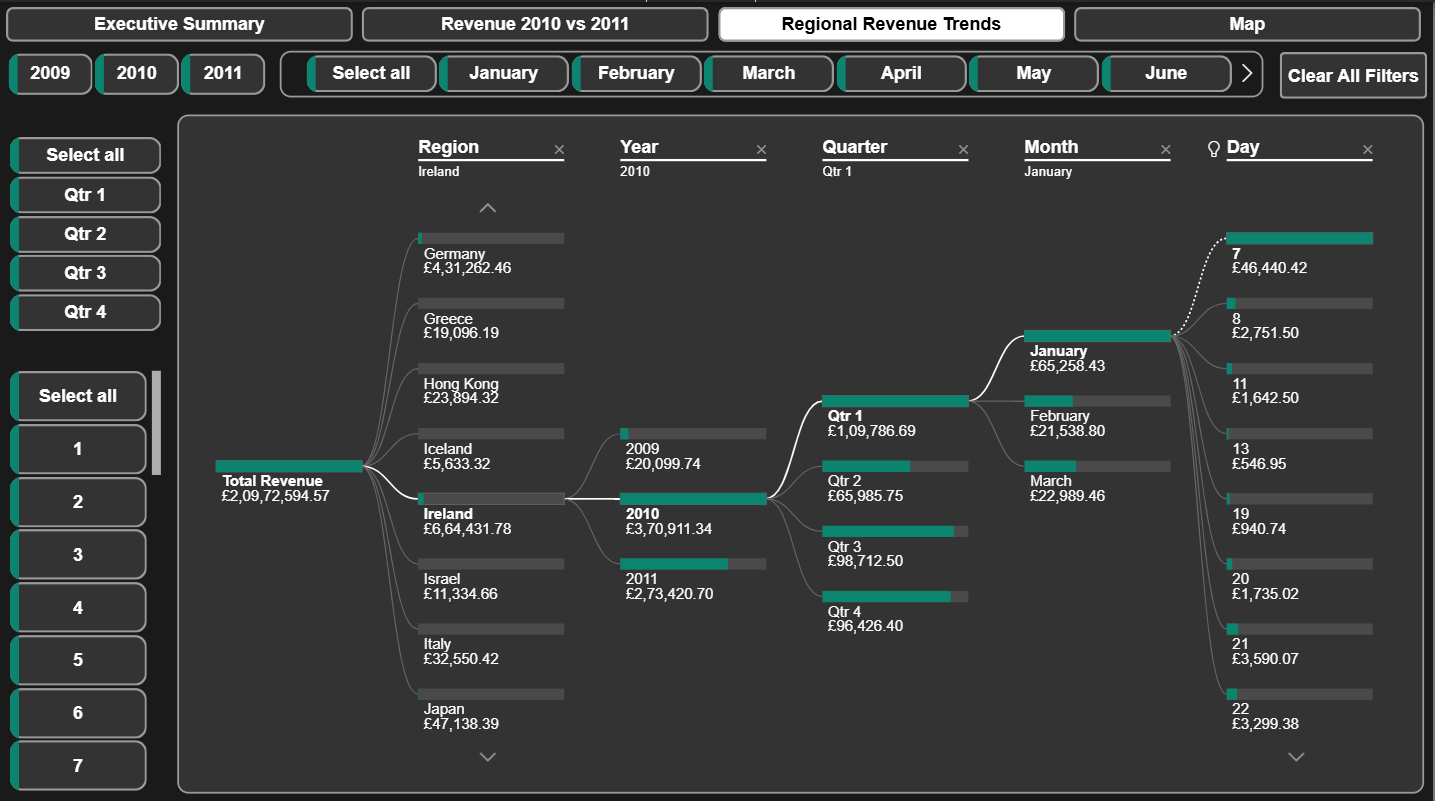 Executive Summary
Revenue 2010 vs 2011
Regional Revenue Trends
Map
2009
2010
2011
Select all
January
February
March
April
May
June
Clear All Filters
Select all
Qtr 1
Qtr 2
Qtr 3
Qtr 4
Select all
1
2
3
4
5
6
7
Total Revenue
£2,09,72,594.57
Region
Ireland
Germany
£4,31,262.46
Greece
£19,096.19
Hong Kong
£23,894.32
Iceland
£5,633.32
Ireland
£6,64,431.78
Israel
£11,334.66
Italy
£32,550.42
Japan
£47,138.39
Year
2010
2009
£20,099.74
2010
£3,70,911.34
2011
£2,73,420.70
Quarter
Qtr 1
Qtr 1
£1,09,786.69
Qtr 2
£65,985.75
Qtr 3
£98,712.50
Qtr 4
£96,426.40
Month
January
January
£65,258.43
February
£21,538.80
March
£22,989.46
Day
7
£46,440.42
8
£2,751.50
11
£1,642.50
13
£546.95
19
£940.74
20
£1,735.02
21
£3,590.07
22
£3,299.38